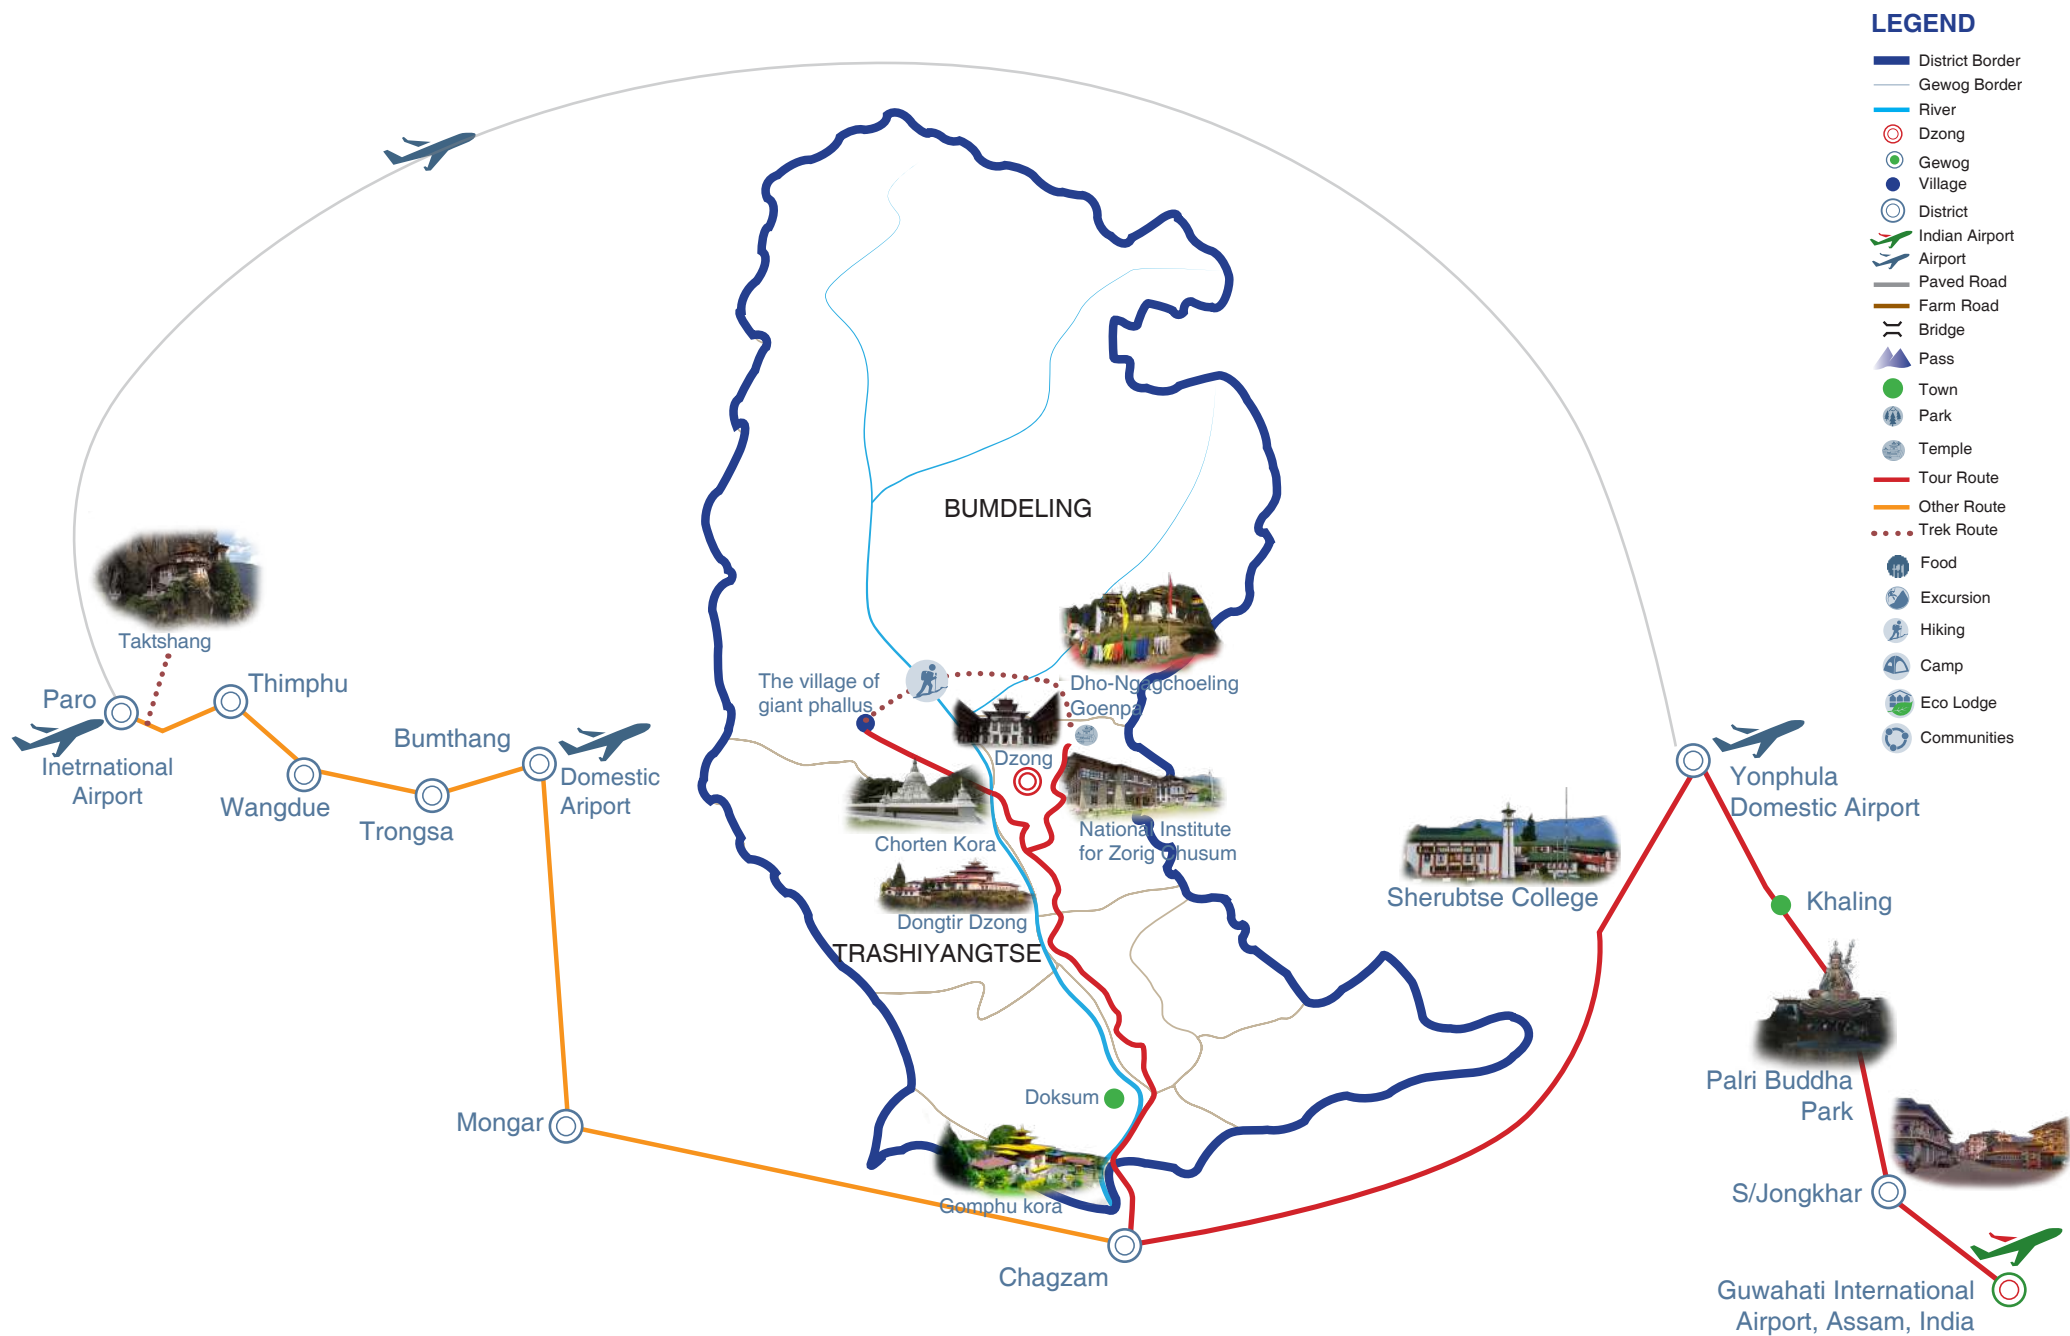 LEGEND
District Border
Gewog Border
River
Dzong
Gewog
Village
District
Indian Airport
Airport
Paved Road
Farm Road
Bridge
Pass
Town
Park
Temple
Tour Route
Other Route
Trek Route
Food
Excursion
Hiking
Camp
Eco Lodge
Communities
BUMDELING
Taktshang
Paro
Thimphu
Inetrnational
Airport
Wangdue
Trongsa
Bumthang
Domestic
Ariport
The village of
giant phallus
Dho-Ngagchoeling
Goenpa
Dzong
Chorten Kora
National Institute
for Zorig Chusum
Dongtir Dzong
TRASHIYANGTSE
Sherubtse College
Yonphula
Domestic Airport
Khaling
Palri Buddha
Park
Doksum
Mongar
Gomphu kora
Chagzam
S/Jongkhar
Guwahati International
Airport, Assam, India